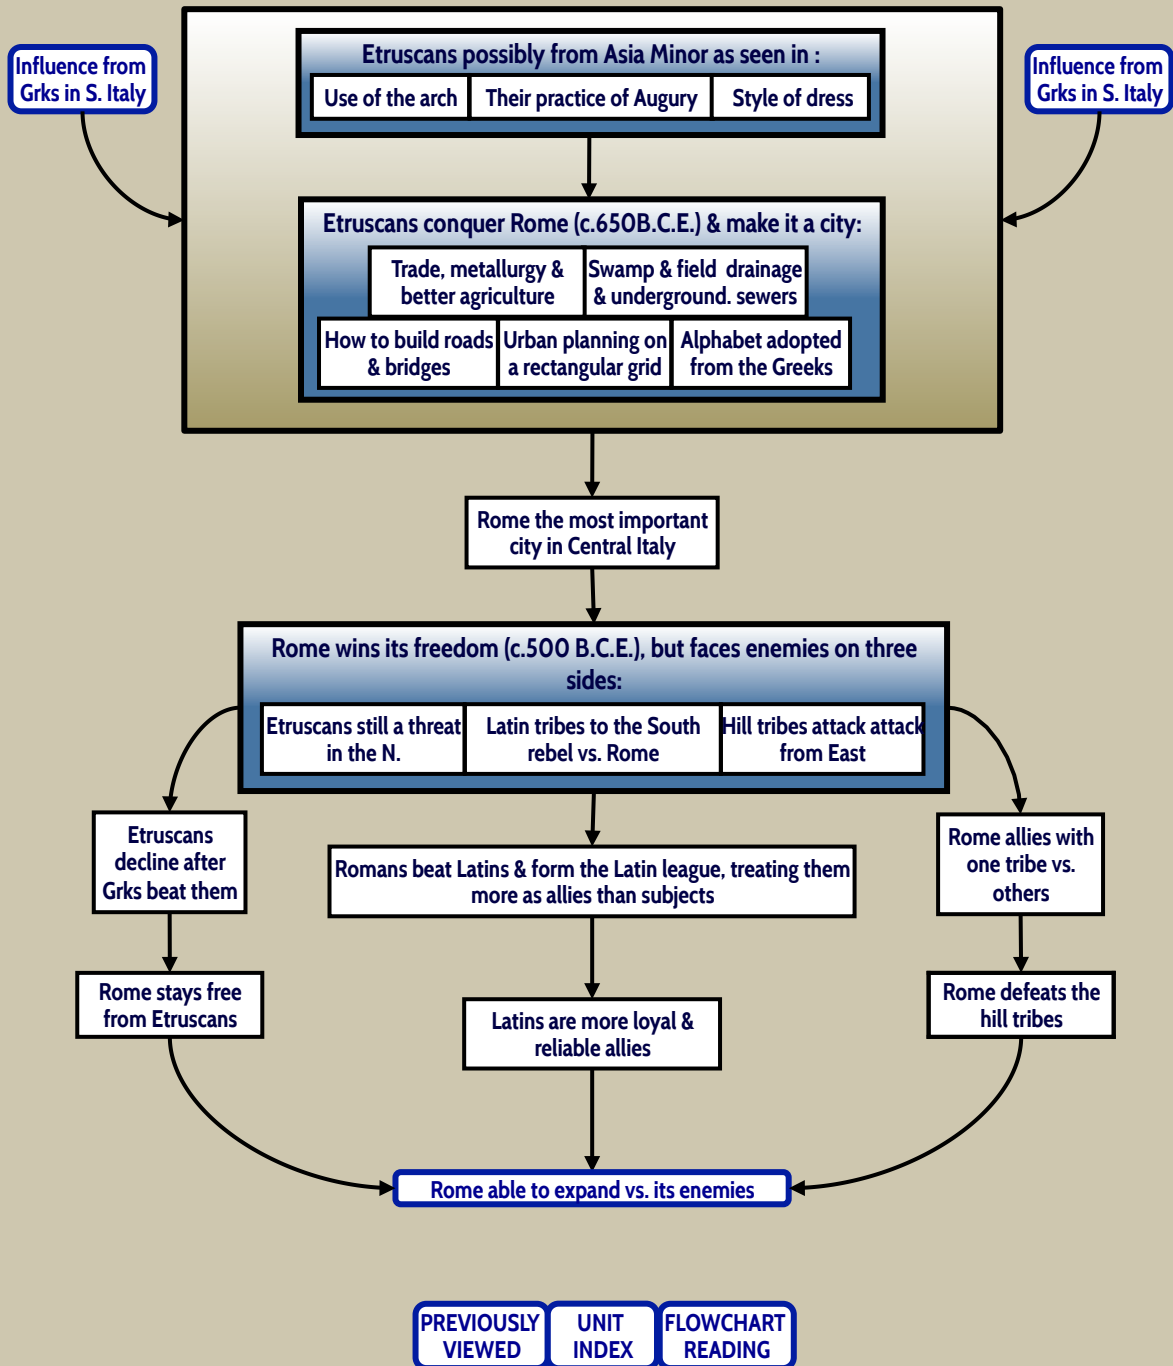 Etruscans possibly from Asia Minor as seen in :
Influence from
Grks in S. Italy
Use of the arch
Their practice of Augury
Style of dress
Influence from
Grks in S. Italy
Etruscans conquer Rome (c.650B.C.E.) & make it a city:
Trade, metallurgy &
better agriculture
Swamp & field drainage
& underground. sewers
How to build roads
& bridges
Urban planning on
a rectangular grid
Alphabet adopted
from the Greeks
Rome the most important
city in Central Italy
Rome wins its freedom (c.500 B.C.E.), but faces enemies on three
sides:
Etruscans still a threat
in the N.
Latin tribes to the South
rebel vs. Rome
Hill tribes attack attack
from East
Etruscans
decline after
Grks beat them
Romans beat Latins & form the Latin league, treating them
more as allies than subjects
Rome allies with
one tribe vs.
others
Rome stays free
from Etruscans
Latins are more loyal &
reliable allies
Rome defeats the
hill tribes
Rome able to expand vs. its enemies
PREVIOUSLY
VIEWED
UNIT
INDEX
FLOWCHART
READING